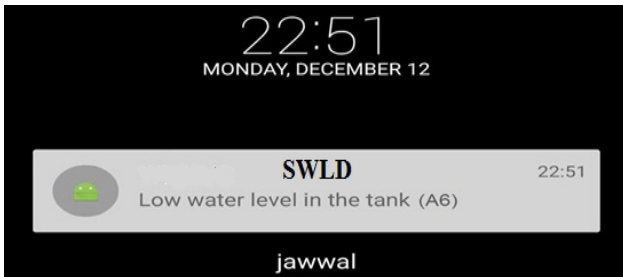 22:51
MONDAY, DECEMBER 12
SWLD 22:51
Low water level in the tank (A6)
jawwal